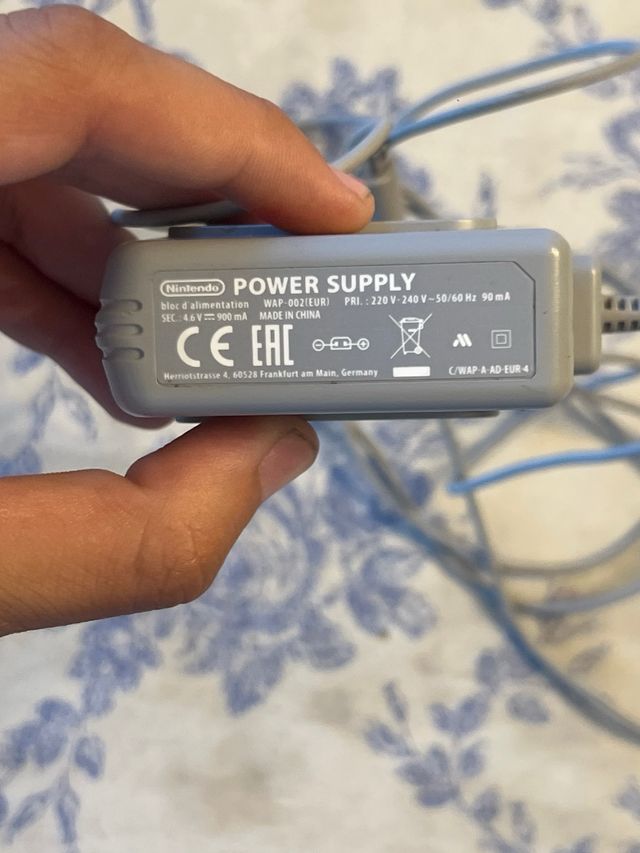 Nintendo POWER SUPPLY
bloc d'alimentation WAP-002(EUR) PRI. : 220 V-240 V~50/60 Hz 90 mA
SEC.: 4.6 V⎓900 mA MADE IN CHINA
CE EAC
Herriotstrasse 4, 60528 Frankfurt am Main, Germany C/WAP-A-AD-EUR-4